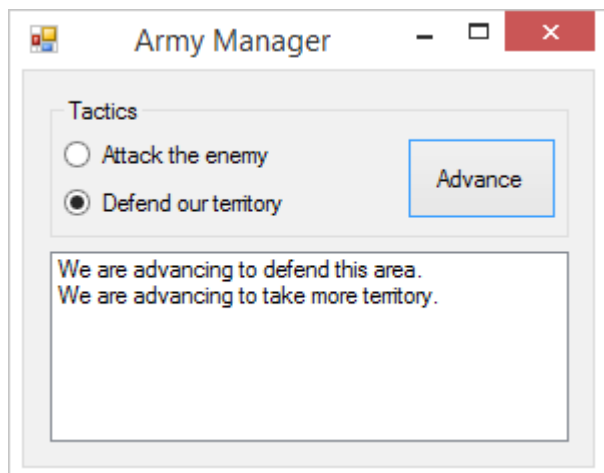 Army Manager
Tactics
Attack the enemy
Defend our territory
Advance
We are advancing to defend this area.
We are advancing to take more territory.